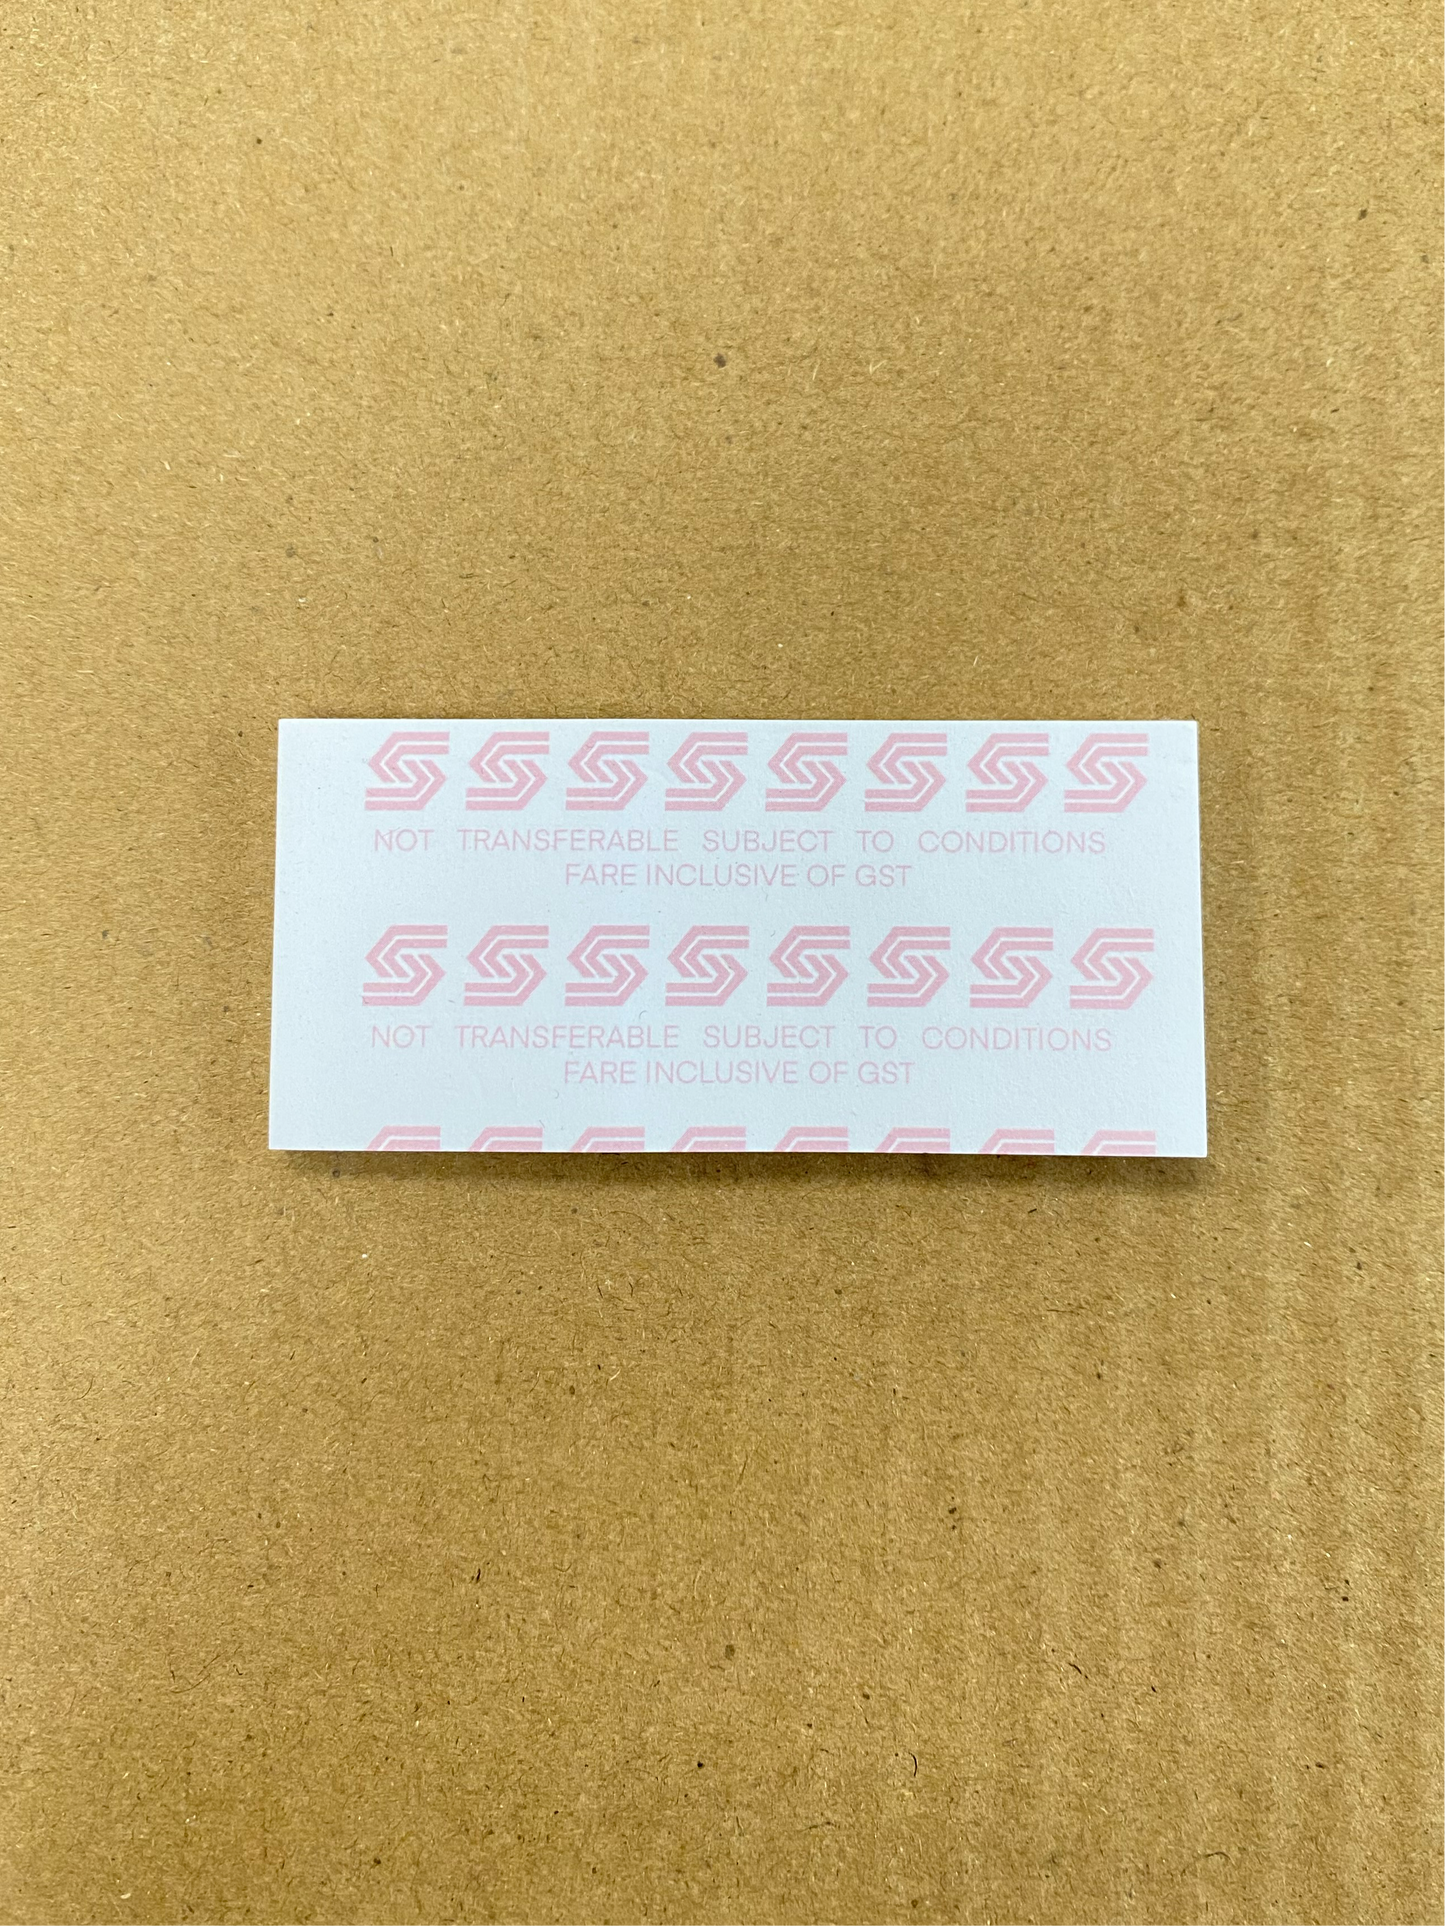 NOT TRANSFERABLE SUBJECT TO CONDITIONS
FARE INCLUSIVE OF GST
NOT TRANSFERABLE SUBJECT TO CONDITIONS
FARE INCLUSIVE OF GST